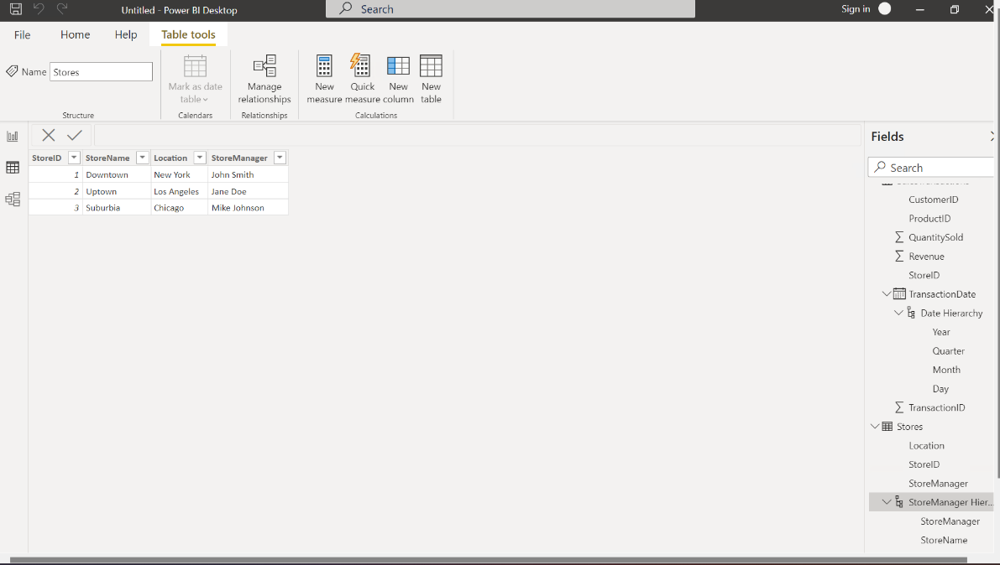 Untitled - Power BI Desktop
Search
Sign in
File
Home
Help
Table tools
Name
Stores
Mark as date
table
Manage
relationships
New
measure
Quick
measure
New
column
New
table
Structure
Calendars
Relationships
Calculations
StoreID StoreName Location StoreManager
1 Downtown New York John Smith
2 Uptown Los Angeles Jane Doe
3 Suburbia Chicago Mike Johnson
Fields
Search
CustomerID
ProductID
QuantitySold
Revenue
StoreID
TransactionDate
Date Hierarchy
Year
Quarter
Month
Day
TransactionID
Stores
Location
StoreID
StoreManager
StoreManager Hier...
StoreManager
StoreName